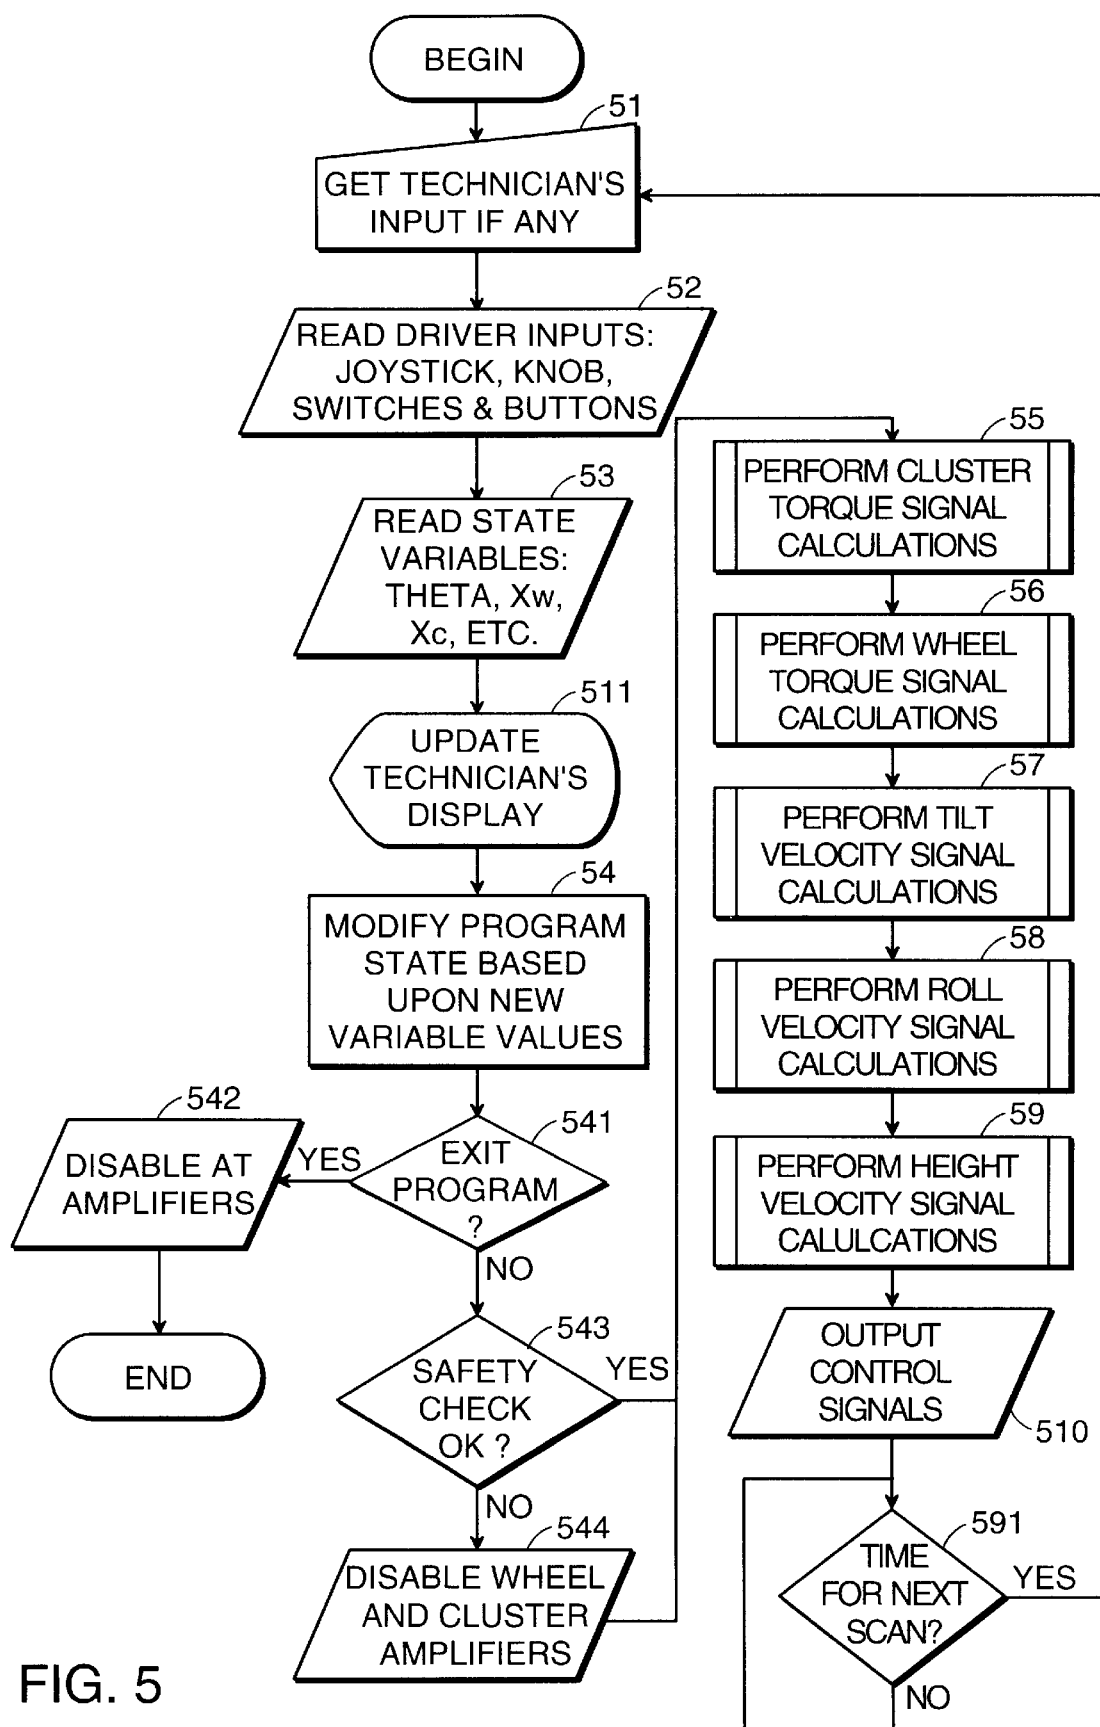 BEGIN
51
GET TECHNICIAN'S
INPUT IF ANY
52
READ DRIVER INPUTS:
JOYSTICK, KNOB,
SWITCHES & BUTTONS
53
READ STATE
VARIABLES:
THETA, Xw,
Xc, ETC.
511
UPDATE
TECHNICIAN'S
DISPLAY
54
MODIFY PROGRAM
STATE BASED
UPON NEW
VARIABLE VALUES
541
EXIT
PROGRAM
?
YES
542
DISABLE AT
AMPLIFIERS
END
NO
543
SAFETY
CHECK
OK ?
YES
NO
544
DISABLE WHEEL
AND CLUSTER
AMPLIFIERS
55
PERFORM CLUSTER
TORQUE SIGNAL
CALCULATIONS
56
PERFORM WHEEL
TORQUE SIGNAL
CALCULATIONS
57
PERFORM TILT
VELOCITY SIGNAL
CALCULATIONS
58
PERFORM ROLL
VELOCITY SIGNAL
CALCULATIONS
59
PERFORM HEIGHT
VELOCITY SIGNAL
CALULCATIONS
OUTPUT
CONTROL
SIGNALS
510
591
TIME
FOR NEXT
SCAN?
YES
NO
FIG. 5